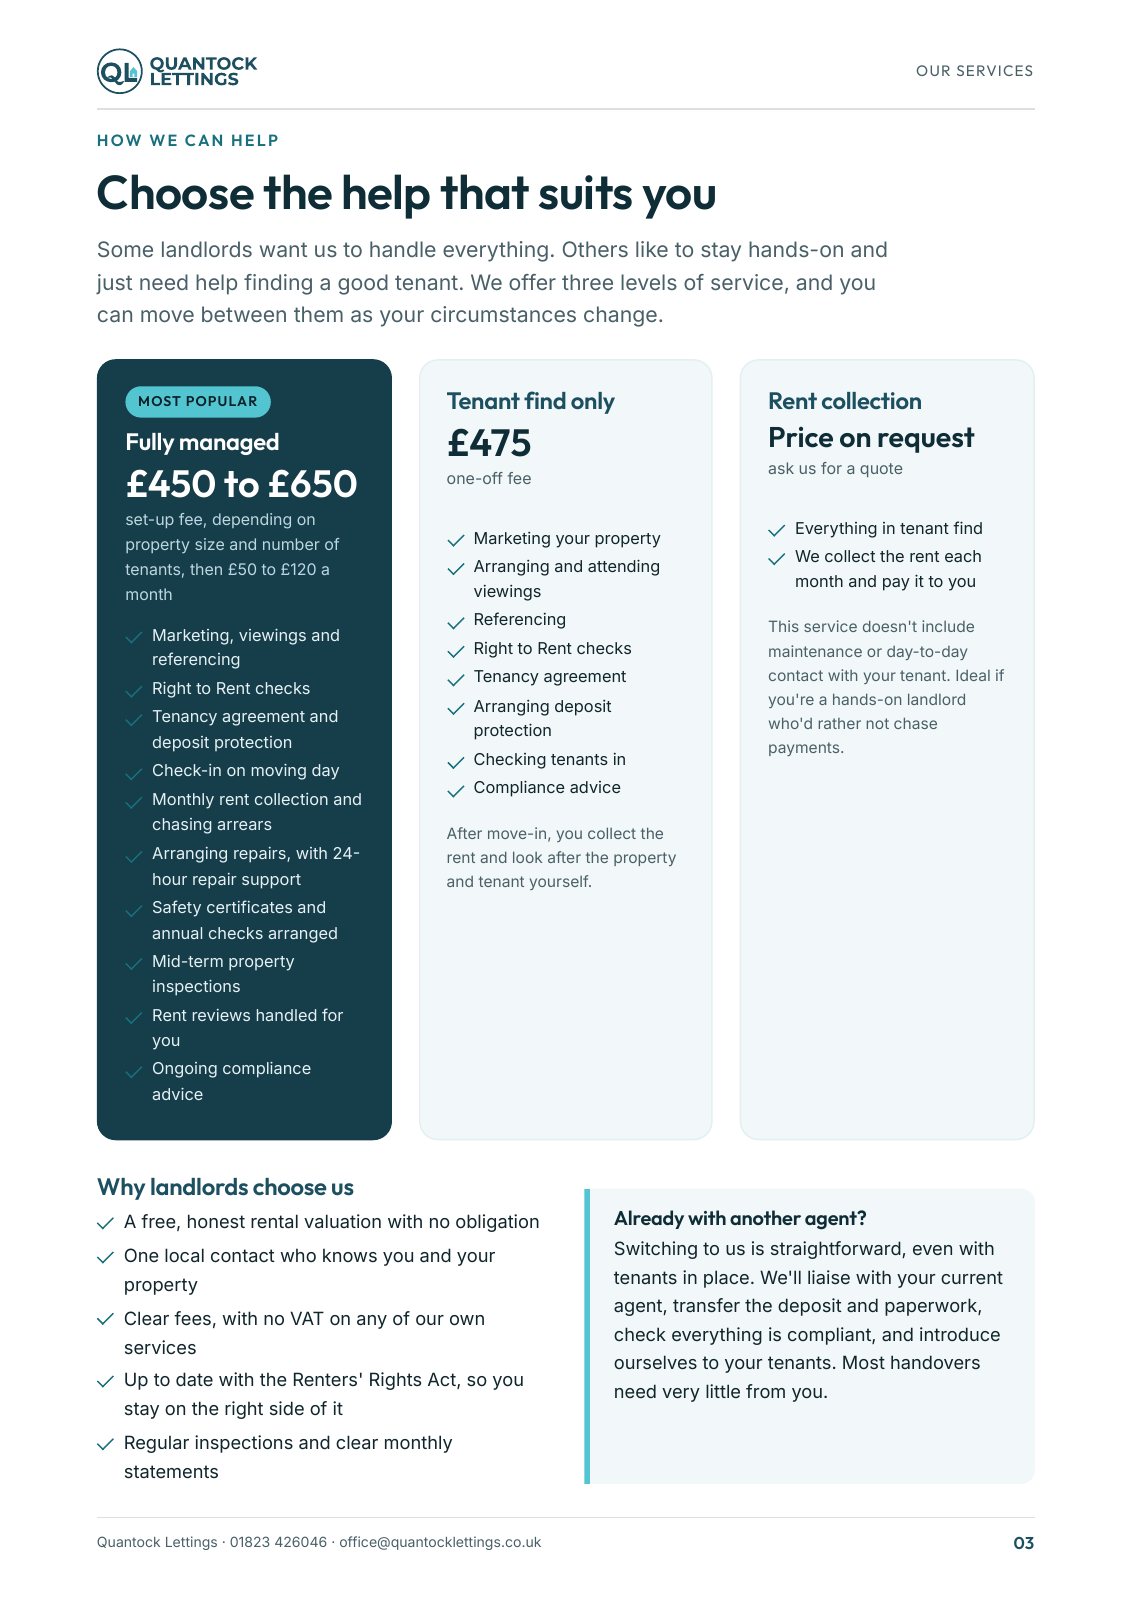 QL QUANTOCK
LETTINGS
OUR SERVICES
HOW WE CAN HELP
Choose the help that suits you
Some landlords want us to handle everything. Others like to stay hands-on and
just need help finding a good tenant. We offer three levels of service, and you
can move between them as your circumstances change.
MOST POPULAR
Fully managed
£450 to £650
set-up fee, depending on
property size and number of
tenants, then £50 to £120 a
month
Marketing, viewings and
referencing
Right to Rent checks
Tenancy agreement and
deposit protection
Check-in on moving day
Monthly rent collection and
chasing arrears
Arranging repairs, with 24-
hour repair support
Safety certificates and
annual checks arranged
Mid-term property
inspections
Rent reviews handled for
you
Ongoing compliance
advice
Tenant find only
£475
one-off fee
Marketing your property
Arranging and attending
viewings
Referencing
Right to Rent checks
Tenancy agreement
Arranging deposit
protection
Checking tenants in
Compliance advice
After move-in, you collect the
rent and look after the property
and tenant yourself.
Rent collection
Price on request
ask us for a quote
Everything in tenant find
We collect the rent each
month and pay it to you
This service doesn't include
maintenance or day-to-day
contact with your tenant. Ideal if
you're a hands-on landlord
who'd rather not chase
payments.
Why landlords choose us
A free, honest rental valuation with no obligation
One local contact who knows you and your
property
Clear fees, with no VAT on any of our own
services
Up to date with the Renters' Rights Act, so you
stay on the right side of it
Regular inspections and clear monthly
statements
Already with another agent?
Switching to us is straightforward, even with
tenants in place. We'll liaise with your current
agent, transfer the deposit and paperwork,
check everything is compliant, and introduce
ourselves to your tenants. Most handovers
need very little from you.
Quantock Lettings · 01823 426046 · office@quantocklettings.co.uk
03